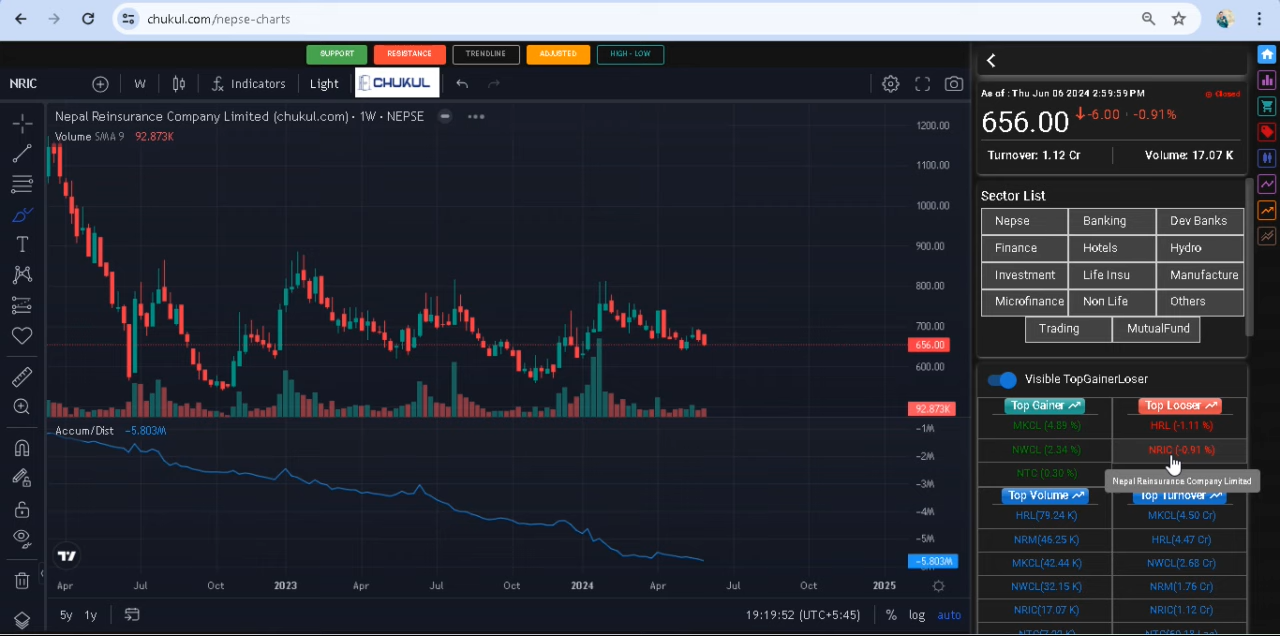 chukul.com/nepse-charts
SUPPORT RESISTANCE TRENDLINE ADJUSTED HIGH - LOW
NRIC W Indicators Light CHUKUL
Nepal Reinsurance Company Limited (chukul.com) · 1W · NEPSE
Volume SMA 9 92.873K
1200.00
1100.00
1000.00
900.00
800.00
700.00
656.00
600.00
92.873K
Accum/Dist −5.803M
−1M
−2M
−3M
−4M
−5M
−5.803M
Apr Jul Oct 2023 Apr Jul Oct 2024 Apr Jul Oct 2025
5y 1y 19:19:52 (UTC+5:45) % log auto
As of : Thu Jun 06 2024 2:59:59 PM Closed
656.00 -6.00 -0.91%
Turnover: 1.12 Cr Volume: 17.07 K
Sector List
Nepse Banking Dev Banks
Finance Hotels Hydro
Investment Life Insu Manufacture
Microfinance Non Life Others
Trading MutualFund
Visible TopGainerLoser
Top Gainer Top Looser
MKCL (4.89 %) HRL (-1.11 %)
NWCL (2.34 %) NRIC (-0.91 %)
NTC (0.30 %)
Nepal Reinsurance Company Limited
Top Volume Top Turnover
HRL(79.24 K) MKCL(4.50 Cr)
NRM(46.25 K) HRL(4.47 Cr)
MKCL(42.44 K) NWCL(2.68 Cr)
NWCL(32.15 K) NRM(1.76 Cr)
NRIC(17.07 K) NRIC(1.12 Cr)